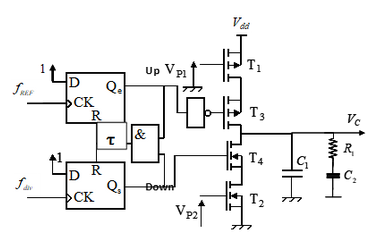 V_dd
1
Up V_P1
T_1
D
Q_e
f_REF
CK
T_3
R
τ
&
V_C
1
T_4
C_1
R_1
D
R
Q_s
C_2
f_div
CK
Down
T_2
V_P2